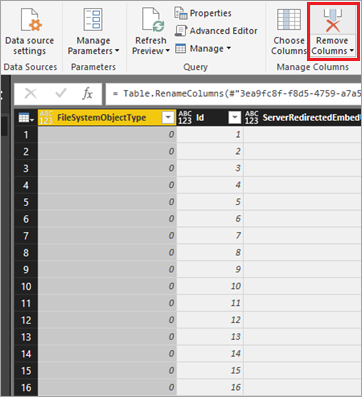 Properties
Advanced Editor
Manage
Data source settings
Manage Parameters
Refresh Preview
Choose Columns
Remove Columns
Data Sources
Parameters
Query
Manage Columns
fx
= Table.RenameColumns(#"3ea9fc8f-f8d5-4759-a7a5
ABC 123 FileSystemObjectType ABC 123 Id ABC 123 ServerRedirectedEmbedU
1 0 1
2 0 2
3 0 3
4 0 4
5 0 5
6 0 6
7 0 7
8 0 8
9 0 9
10 0 10
11 0 11
12 0 12
13 0 13
14 0 14
15 0 15
16 0 16